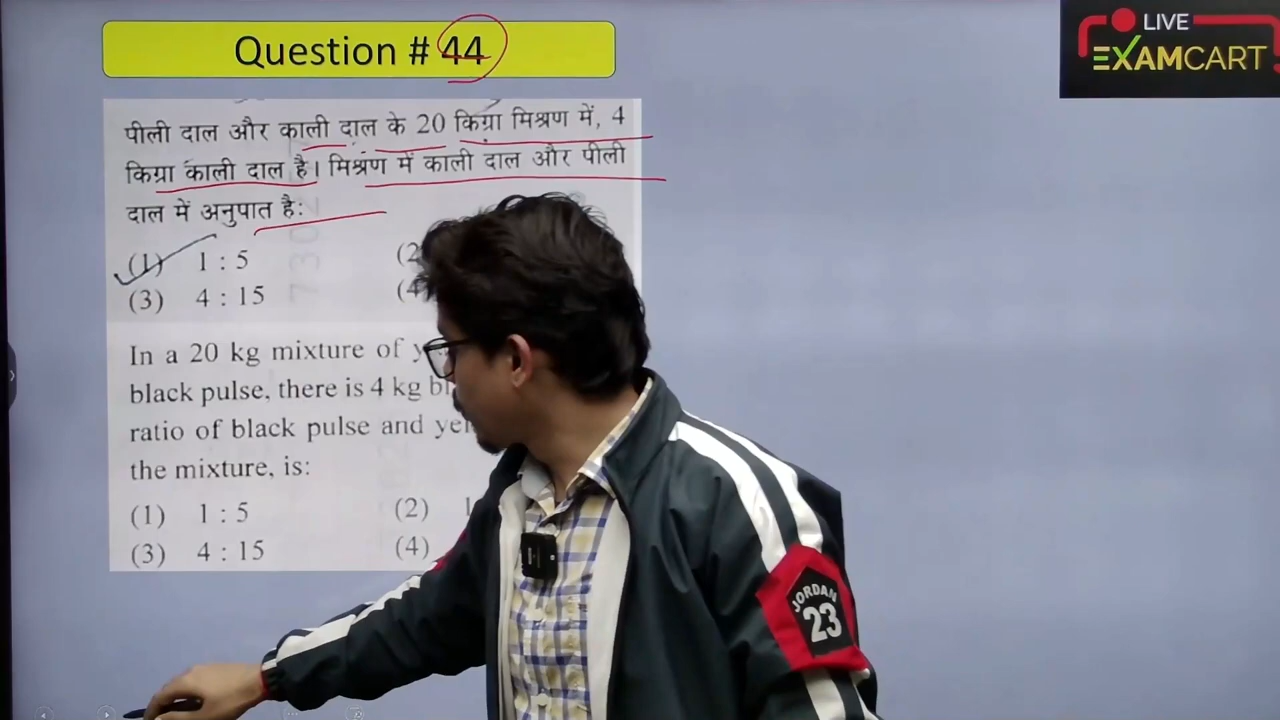 Question # 44
LIVE
EXAMCART
पीली दाल और काली दाल के 20 किग्रा मिश्रण में, 4
किग्रा काली दाल है। मिश्रण में काली दाल और पीली
दाल में अनुपात है:
(1) 1 : 5
(3) 4 : 15
In a 20 kg mixture of
black pulse, there is 4 kg
ratio of black pulse and
the mixture, is:
(1) 1 : 5 (2)
(3) 4 : 15 (4)
JORDAN
23